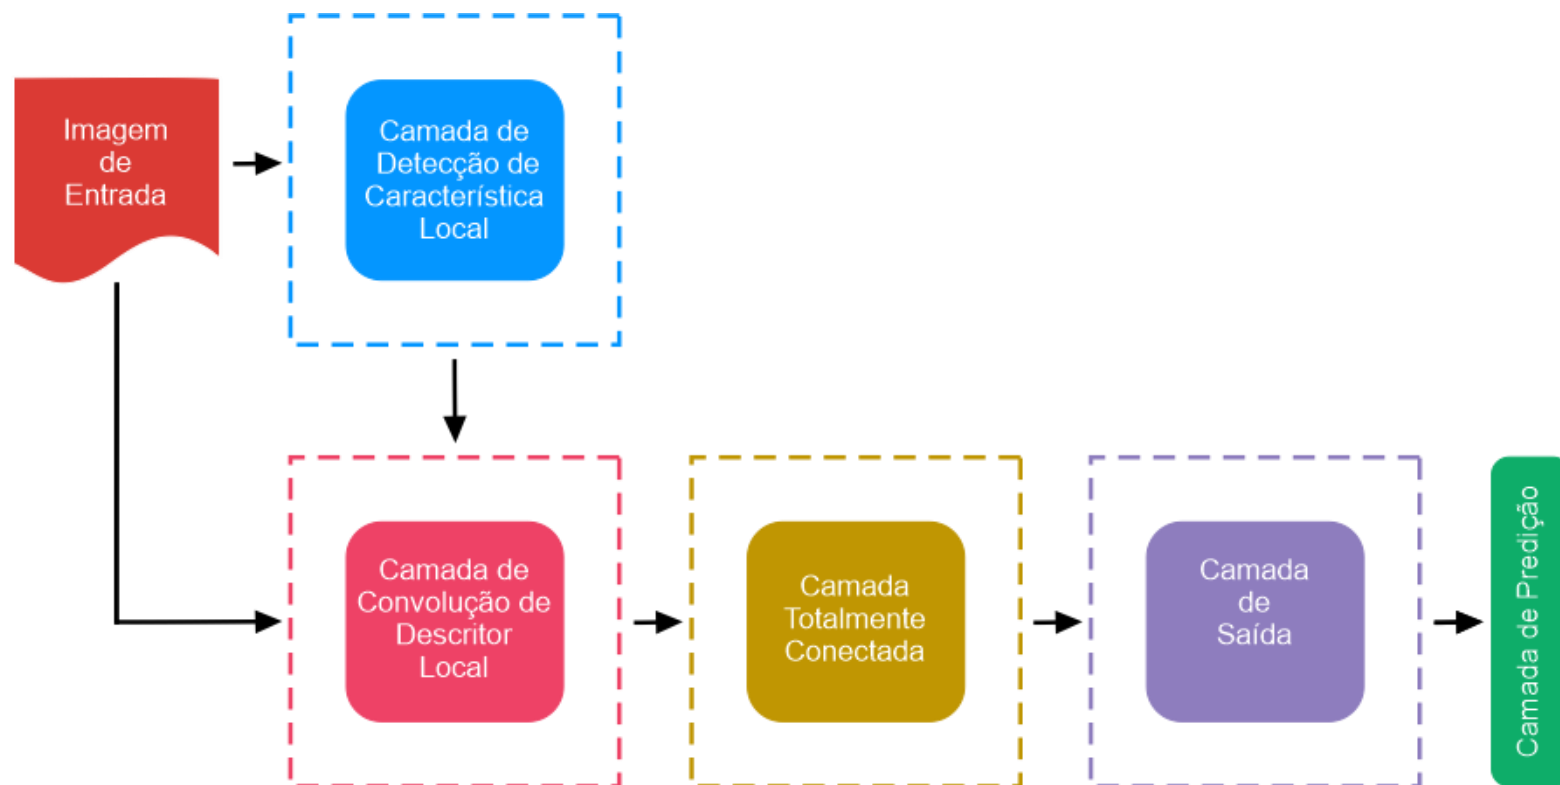 Imagem
de
Entrada
Camada de
Detecção de
Característica
Local
Camada de
Convolução de
Descritor
Local
Camada
Totalmente
Conectada
Camada
de
Saída
Camada de Predição